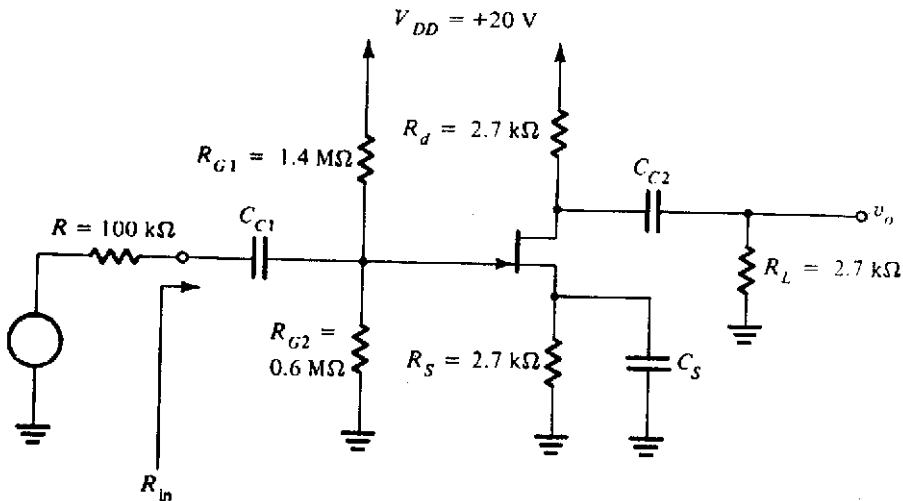 V_DD = +20 V
R_d = 2.7 kΩ
R_G1 = 1.4 MΩ
C_C2
R = 100 kΩ
C_C1
v_o
R_L = 2.7 kΩ
R_G2 =
0.6 MΩ
R_S = 2.7 kΩ
C_S
R_in